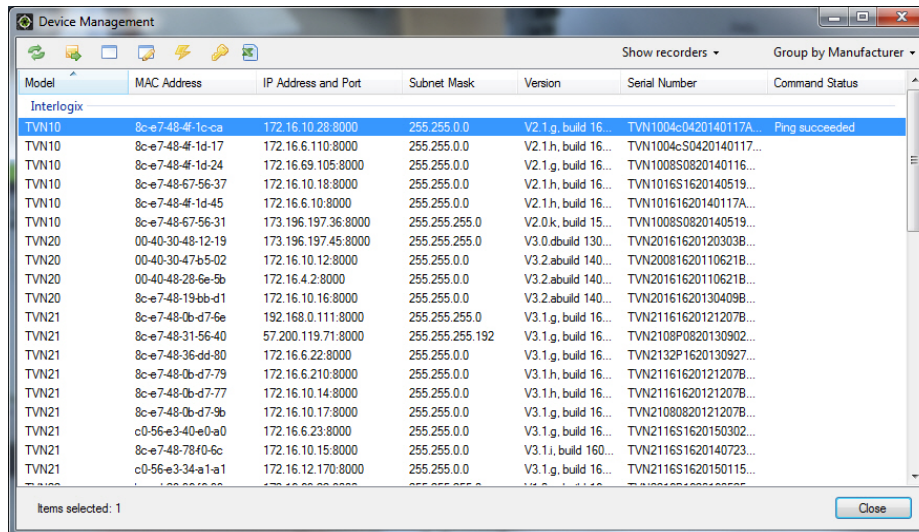 Device Management
Show recorders Group by Manufacturer
Model MAC Address IP Address and Port Subnet Mask Version Serial Number Command Status
Interlogix
TVN10 8c-e7-48-4f-1c-ca 172.16.10.28:8000 255.255.0.0 V2.1.g, build 16... TVN1004c0420140117A... Ping succeeded
TVN10 8c-e7-48-4f-1d-17 172.16.6.110:8000 255.255.0.0 V2.1.h, build 16... TVN1004cS0420140117...
TVN10 8c-e7-48-4f-1d-24 172.16.69.105:8000 255.255.0.0 V2.1.g, build 16... TVN1008S0820140116...
TVN10 8c-e7-48-67-56-37 172.16.10.18:8000 255.255.0.0 V2.1.h, build 16... TVN1016S1620140519...
TVN10 8c-e7-48-4f-1d-45 172.16.6.10:8000 255.255.0.0 V2.1.h, build 16... TVN10161620140117A...
TVN10 8c-e7-48-67-56-31 173.196.197.36:8000 255.255.255.0 V2.0.k, build 15... TVN1008S0820140519...
TVN20 00-40-30-48-12-19 173.196.197.45:8000 255.255.255.0 V3.0.dbuild 130... TVN20161620120303B...
TVN20 00-40-30-47-b5-02 172.16.10.12:8000 255.255.0.0 V3.2.abuild 140... TVN20081620110621B...
TVN20 00-40-48-28-6e-5b 172.16.4.2:8000 255.255.0.0 V3.2.abuild 140... TVN20161620110621B...
TVN20 8c-e7-48-19-bb-d1 172.16.10.16:8000 255.255.0.0 V3.2.abuild 140... TVN20161620130409B...
TVN21 8c-e7-48-0b-d7-6e 192.168.0.111:8000 255.255.255.0 V3.1.g, build 16... TVN21161620121207B...
TVN21 8c-e7-48-31-56-40 57.200.119.71:8000 255.255.255.192 V3.1.g, build 16... TVN2108P0820130902...
TVN21 8c-e7-48-36-dd-80 172.16.6.22:8000 255.255.0.0 V3.1.g, build 16... TVN2132P1620130927...
TVN21 8c-e7-48-0b-d7-79 172.16.6.210:8000 255.255.0.0 V3.1.h, build 16... TVN21161620121207B...
TVN21 8c-e7-48-0b-d7-77 172.16.10.14:8000 255.255.0.0 V3.1.h, build 16... TVN21161620121207B...
TVN21 8c-e7-48-0b-d7-9b 172.16.10.17:8000 255.255.0.0 V3.1.g, build 16... TVN21080820121207B...
TVN21 c0-56-e3-40-e0-a0 172.16.6.23:8000 255.255.0.0 V3.1.g, build 16... TVN2116S1620150302...
TVN21 8c-e7-48-78-f0-6c 172.16.10.15:8000 255.255.0.0 V3.1.i, build 160... TVN2116S1620140723...
TVN21 c0-56-e3-34-a1-a1 172.16.12.170:8000 255.255.0.0 V3.1.g, build 16... TVN2116S1620150115...
Items selected: 1 Close